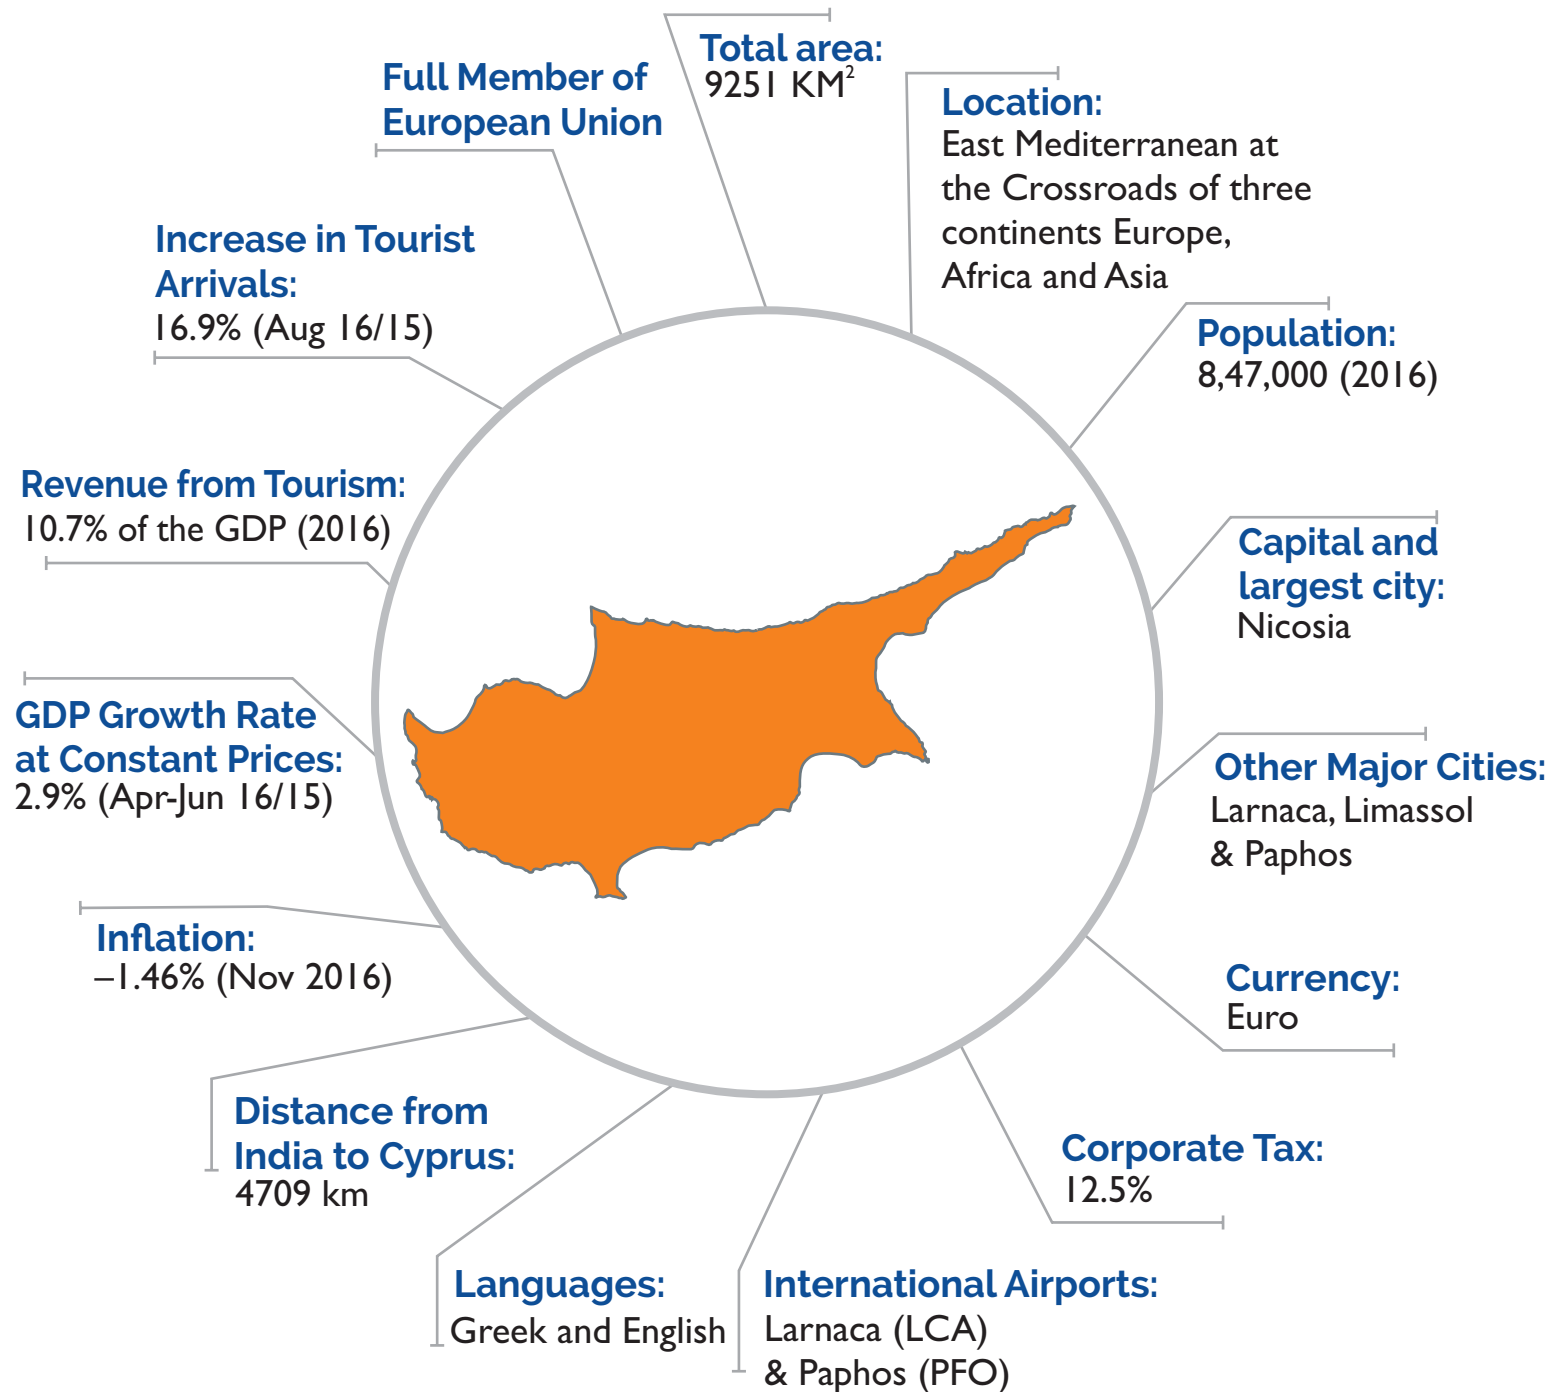 Total area:
9251 KM²
Location:
East Mediterranean at
the Crossroads of three
continents Europe,
Africa and Asia
Population:
8,47,000 (2016)
Capital and
largest city:
Nicosia
Other Major Cities:
Larnaca, Limassol
& Paphos
Currency:
Euro
Corporate Tax:
12.5%
International Airports:
Larnaca (LCA)
& Paphos (PFO)
Languages:
Greek and English
Distance from
India to Cyprus:
4709 km
Inflation:
–1.46% (Nov 2016)
GDP Growth Rate
at Constant Prices:
2.9% (Apr-Jun 16/15)
Revenue from Tourism:
10.7% of the GDP (2016)
Increase in Tourist
Arrivals:
16.9% (Aug 16/15)
Full Member of
European Union